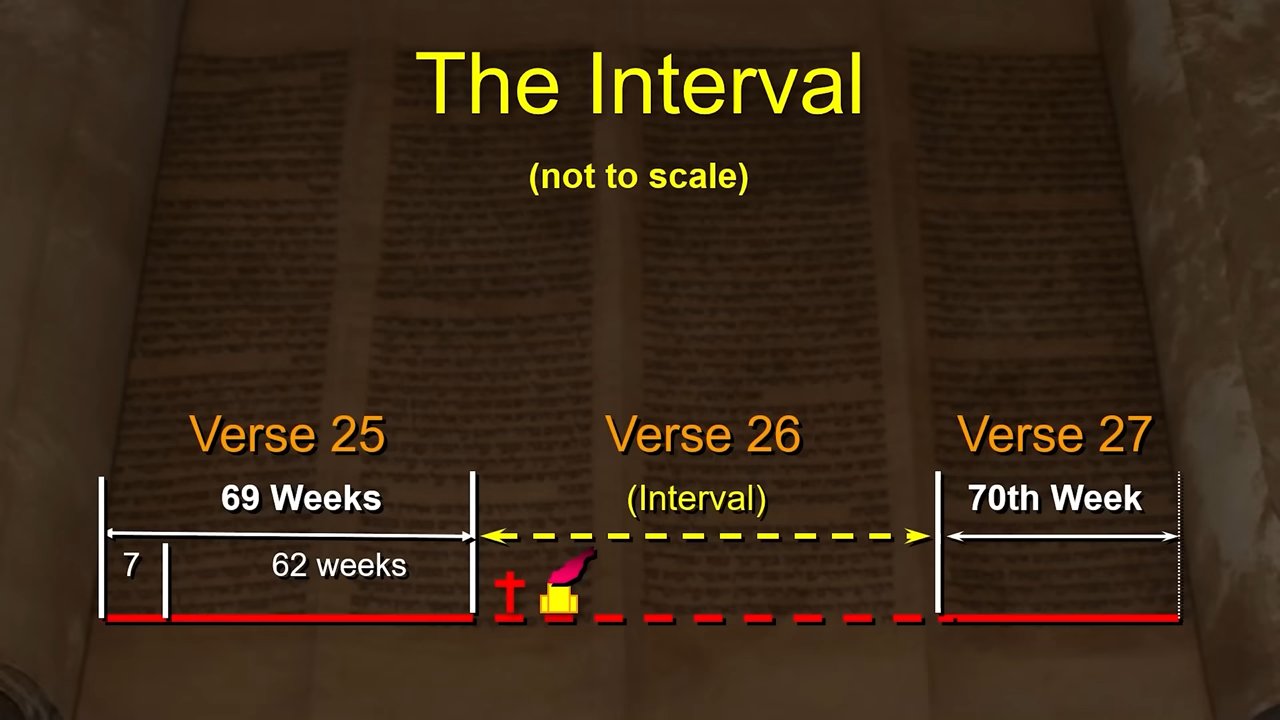 The Interval
(not to scale)
Verse 25
Verse 26
Verse 27
69 Weeks
(Interval)
70th Week
7
62 weeks